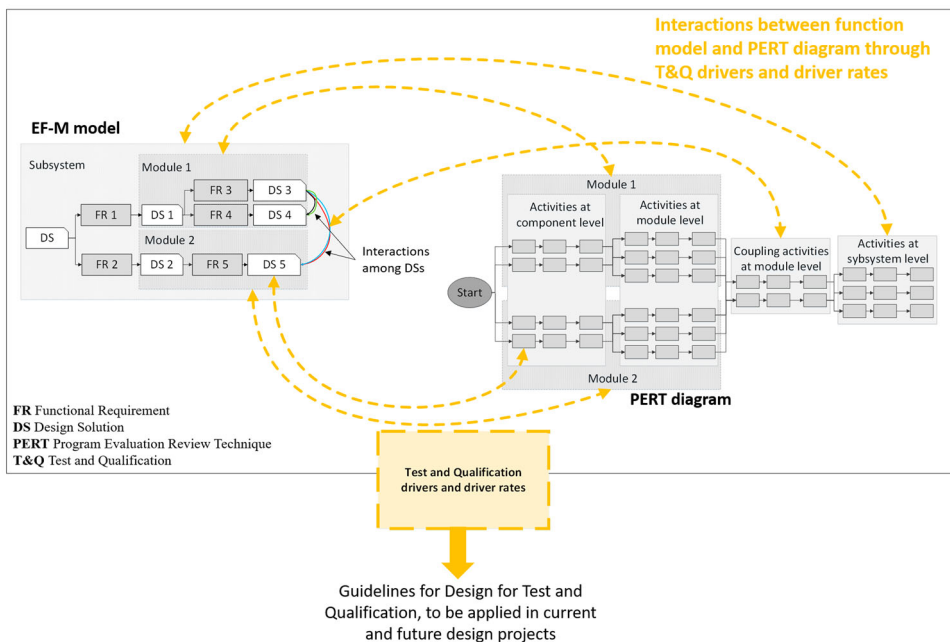 Interactions between function
model and PERT diagram through
T&Q drivers and driver rates
EF-M model
Subsystem
Module 1
FR 3
DS 3
FR 1
DS 1
FR 4
DS 4
DS
Module 2
FR 2
DS 2
FR 5
DS 5
Interactions
among DSs
Module 1
Activities at
component level
Activities at
module level
Coupling activities
at module level
Activities at
subsystem level
Start
Module 2
PERT diagram
FR Functional Requirement
DS Design Solution
PERT Program Evaluation Review Technique
T&Q Test and Qualification
Test and Qualification
drivers and driver rates
Guidelines for Design for Test and
Qualification, to be applied in current
and future design projects